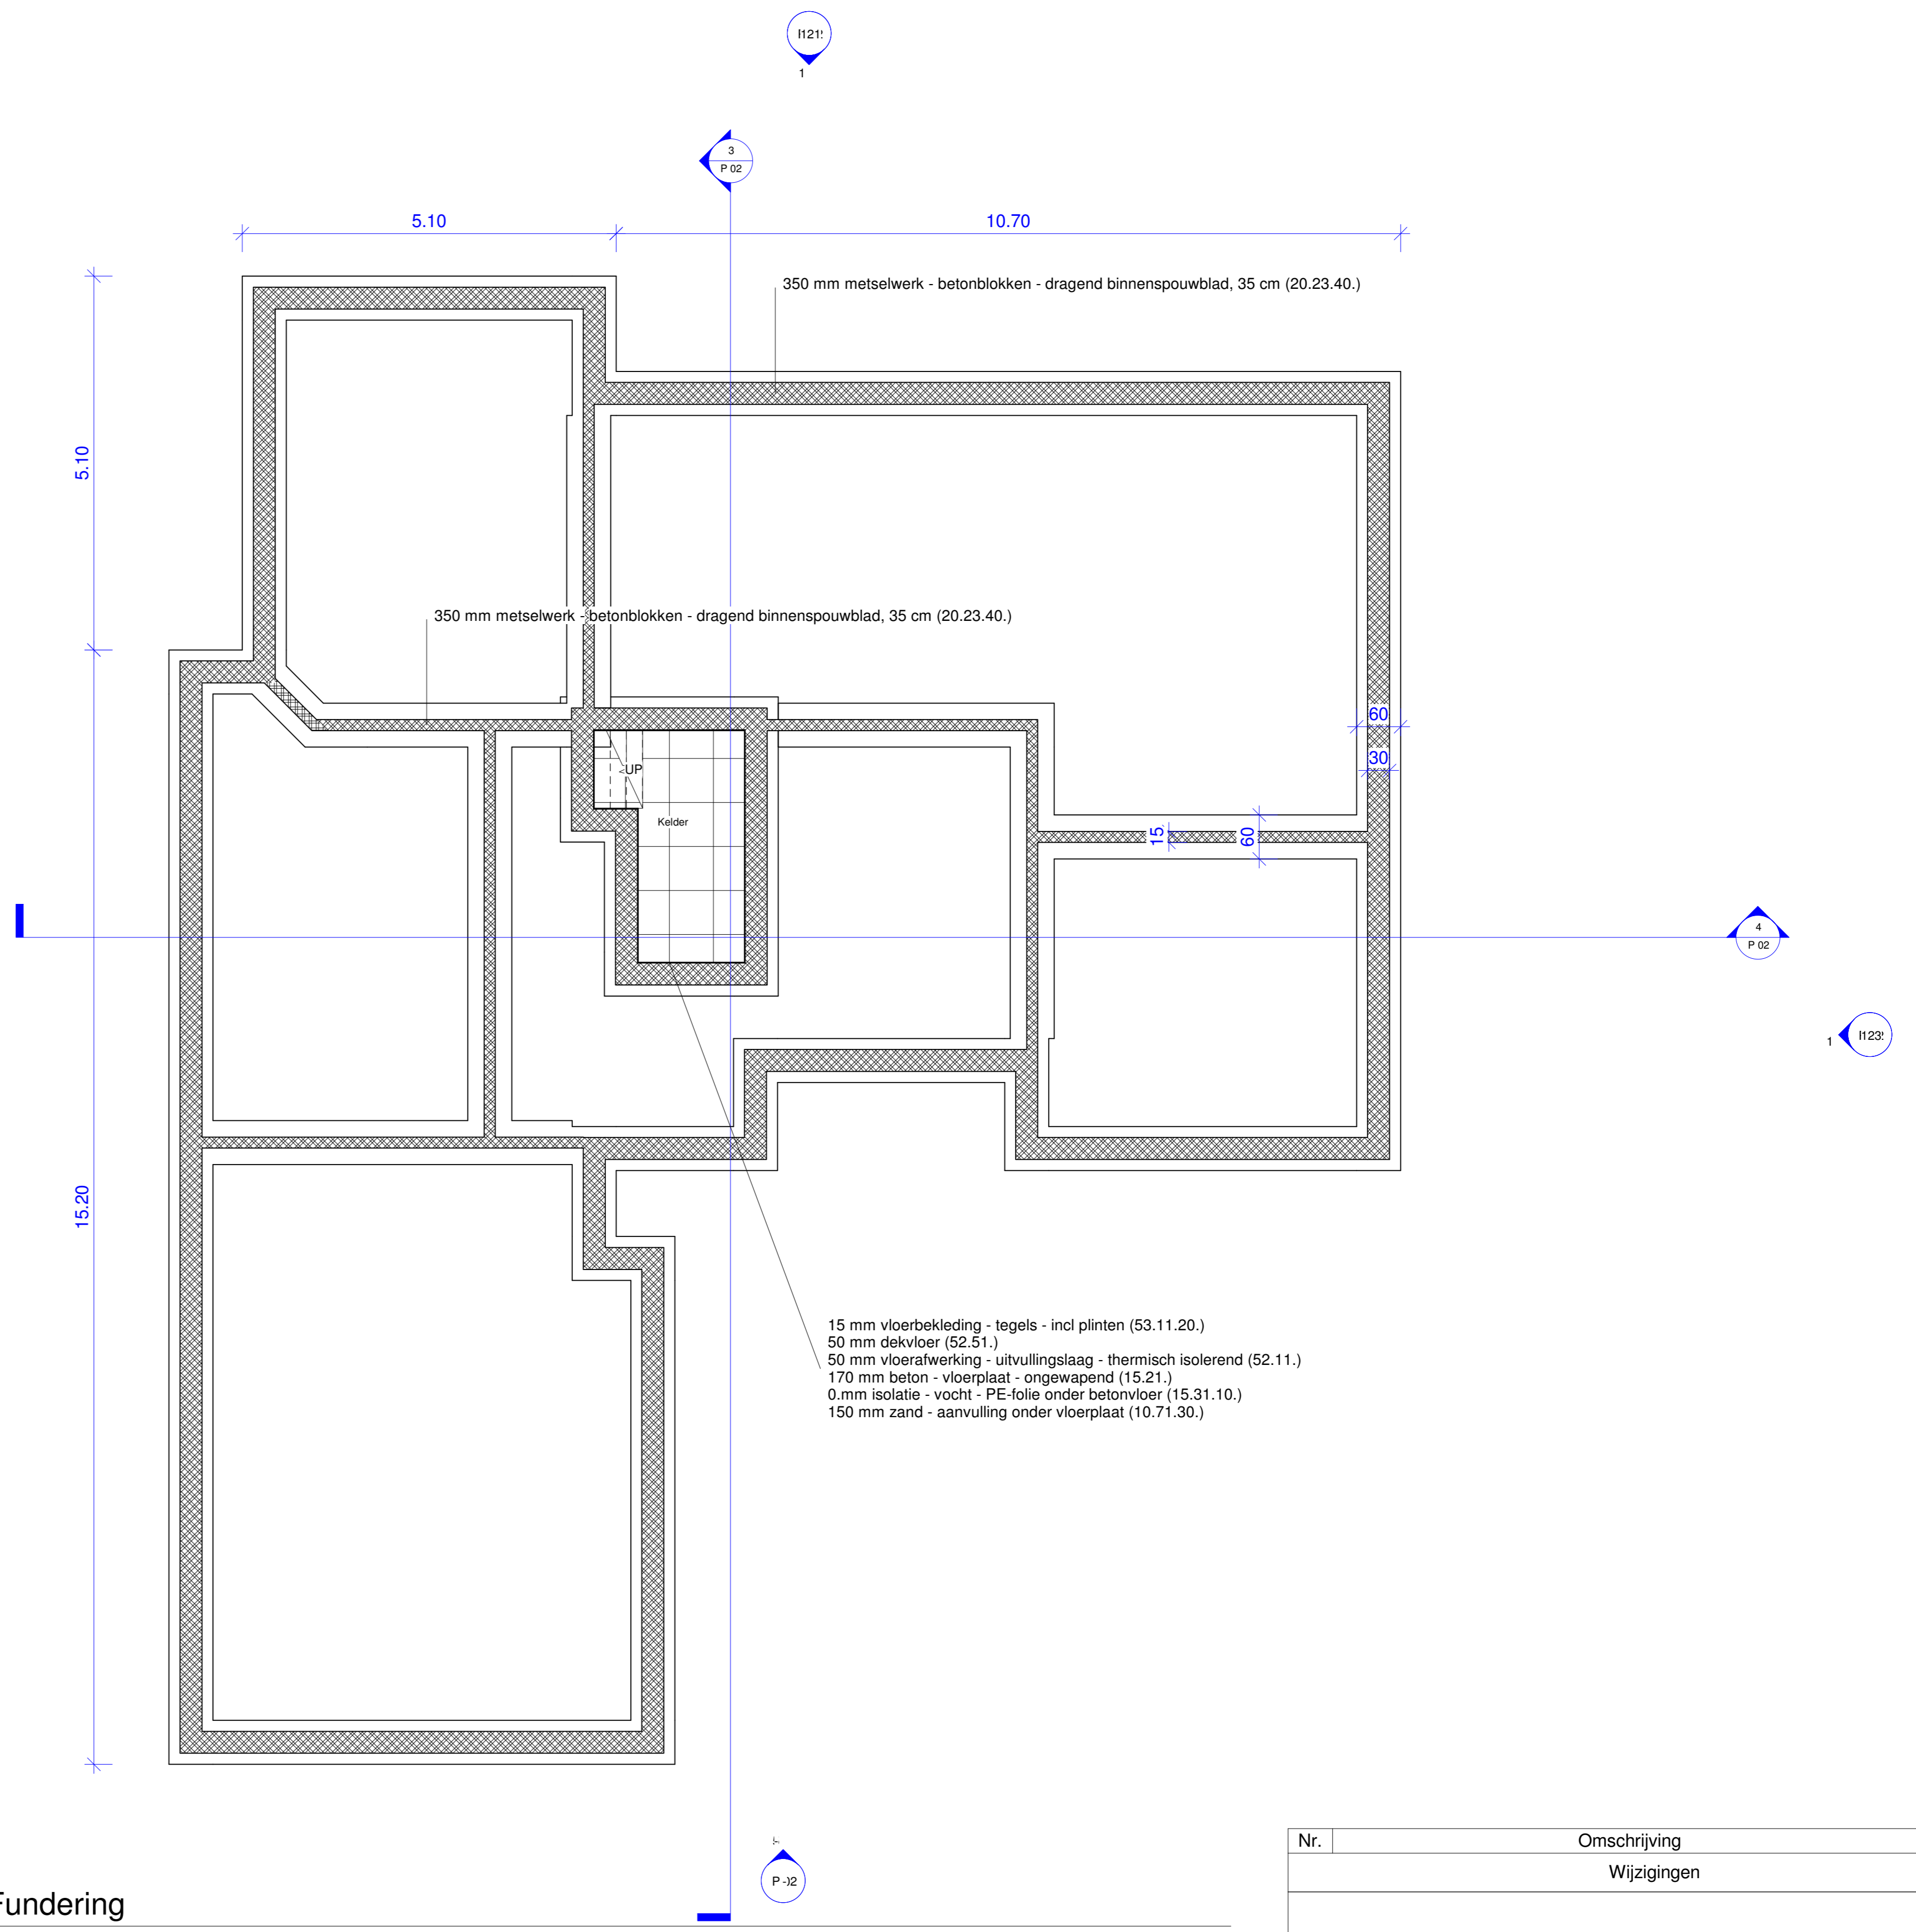 1
3
P 02
5.10
10.70
350 mm metselwerk - betonblokken - dragend binnenspouwblad, 35 cm (20.23.40.)
5.10
350 mm metselwerk - betonblokken - dragend binnenspouwblad, 35 cm (20.23.40.)
60
30
<UP
Kelder
15
60
4
P 02
1
15.20
15 mm vloerbekleding - tegels - incl plinten (53.11.20.)
50 mm dekvloer (52.51.)
50 mm vloerafwerking - uitvullingslaag - thermisch isolerend (52.11.)
170 mm beton - vloerplaat - ongewapend (15.21.)
0.mm isolatie - vocht - PE-folie onder betonvloer (15.31.10.)
150 mm zand - aanvulling onder vloerplaat (10.71.30.)
Nr. Omschrijving
Wijzigingen
Fundering